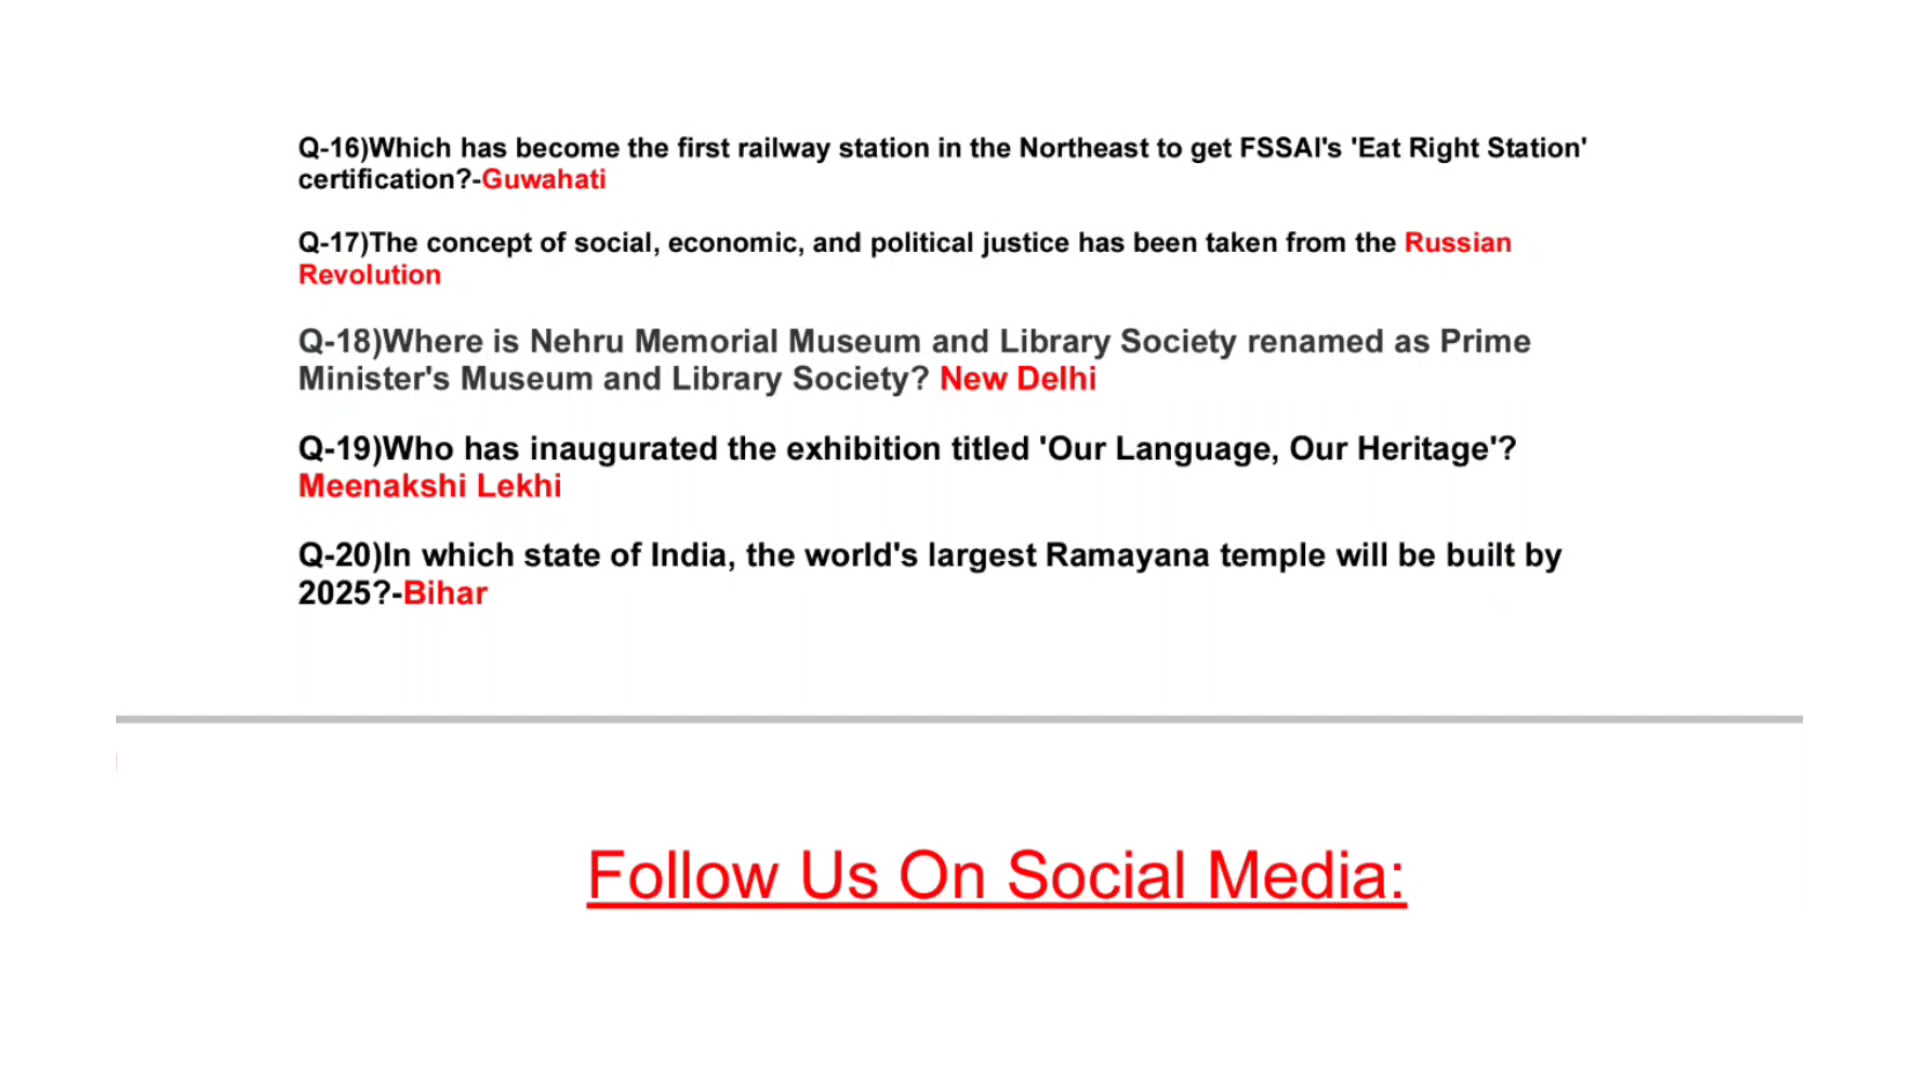 Q-16)Which has become the first railway station in the Northeast to get FSSAI's 'Eat Right Station'
certification?-Guwahati
Q-17)The concept of social, economic, and political justice has been taken from the Russian
Revolution
Q-18)Where is Nehru Memorial Museum and Library Society renamed as Prime
Minister's Museum and Library Society? New Delhi
Q-19)Who has inaugurated the exhibition titled 'Our Language, Our Heritage'?
Meenakshi Lekhi
Q-20)In which state of India, the world's largest Ramayana temple will be built by
2025?-Bihar
Follow Us On Social Media: